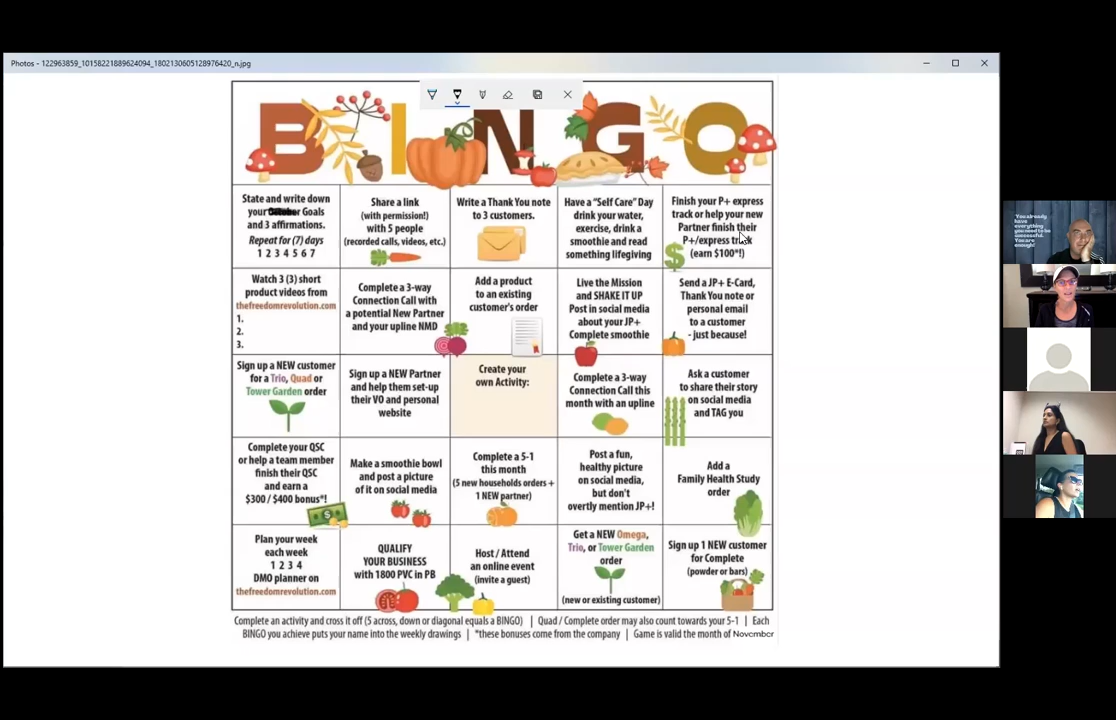 Photos - 122963859_10158221889624094_1802130605128976420_n.jpg
BINGO
State and write down
your Goals
and 3 affirmations.
Repeat for (7) days
1 2 3 4 5 6 7
Share a link
(with permission!)
with 5 people
(recorded calls, videos, etc.)
Write a Thank You note
to 3 customers.
Have a "Self Care" Day
drink your water,
exercise, drink a
smoothie and read
something lifegiving
Finish your P+ express
track or help your new
Partner finish their
P+/express track
(earn $100*!)
Watch 3 (3) short
product videos from
thefreedomrevolution.com
1.
2.
3.
Complete a 3-way
Connection Call with
a potential New Partner
and your upline NMD
Add a product
to an existing
customer's order
Live the Mission
and SHAKE IT UP
Post in social media
about your JP+
Complete smoothie
Send a JP+ E-Card,
Thank You note or
personal email
to a customer
- just because!
Sign up a NEW customer
for a Trio, Quad or
Tower Garden order
Sign up a NEW Partner
and help them set-up
their VO and personal
website
Create your
own Activity:
Complete a 3-way
Connection Call this
month with an upline
Ask a customer
to share their story
on social media
and TAG you
Complete your QSC
or help a team member
finish their QSC
and earn a
$300 / $400 bonus*!
Make a smoothie bowl
and post a picture
of it on social media
Complete a 5-1
this month
(5 new households orders +
1 NEW partner)
Post a fun,
healthy picture
on social media,
but don't
overtly mention JP+!
Add a
Family Health Study
order
Plan your week
each week
1 2 3 4
DMO planner on
thefreedomrevolution.com
QUALIFY
YOUR BUSINESS
with 1800 PVC in PB
Host / Attend
an online event
(invite a guest)
Get a NEW Omega,
Trio, or Tower Garden
order
(new or existing customer)
Sign up 1 NEW customer
for Complete
(powder or bars)
Complete an activity and cross it off (5 across, down or diagonal equals a BINGO) | Quad / Complete order may also count towards your 5-1 | Each
BINGO you achieve puts your name into the weekly drawings | *these bonuses come from the company | Game is valid the month of November
You already
have
everything
you need to be
successful.
You are
enough!